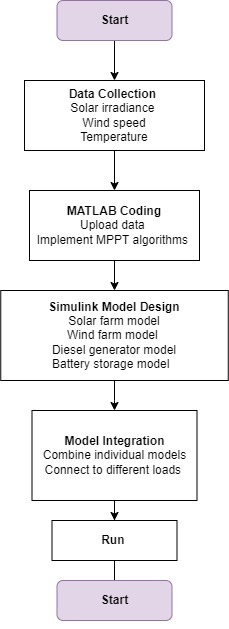 Start
Data Collection
Solar irradiance
Wind speed
Temperature
MATLAB Coding
Upload data
Implement MPPT algorithms
Simulink Model Design
Solar farm model
Wind farm model
Diesel generator model
Battery storage model
Model Integration
Combine individual models
Connect to different loads
Run
Start